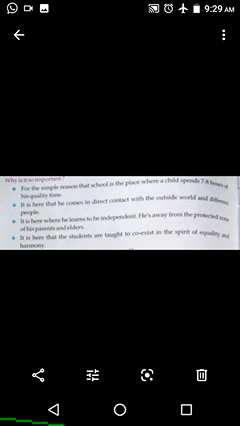 9:29 AM
Why is it so important ?
For the simple reason that school is the place where a child spends 7-8 hours of
his quality time.
It is here that he comes in direct contact with the outside world and different
people.
It is here where he learns to be independent. He's away from the protected zone
of his parents and elders.
It is here that the students are taught to co-exist in the spirit of equality and
harmony.